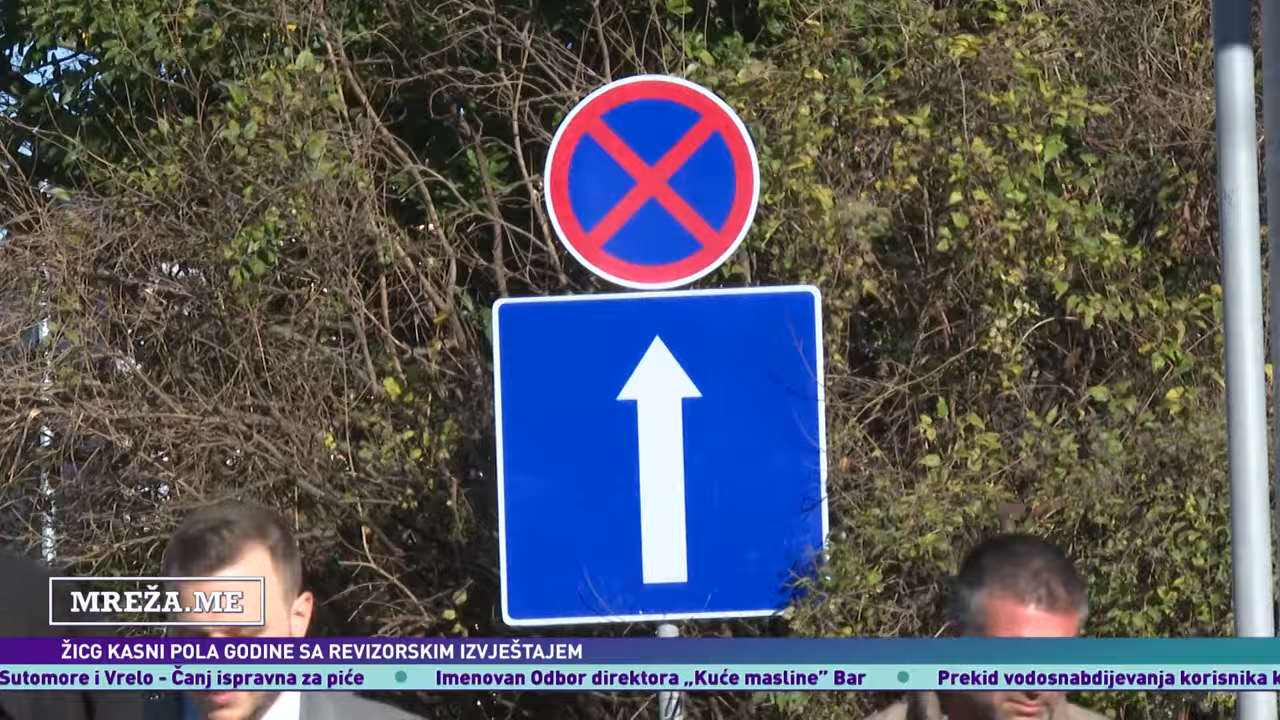 MREŽA.ME
ŽICG KASNI POLA GODINE SA REVIZORSKIM IZVJEŠTAJEM
Sutomore i Vrelo - Čanj ispravna za piće • Imenovan Odbor direktora „Kuće masline” Bar • Prekid vodosnabdijevanja korisnika